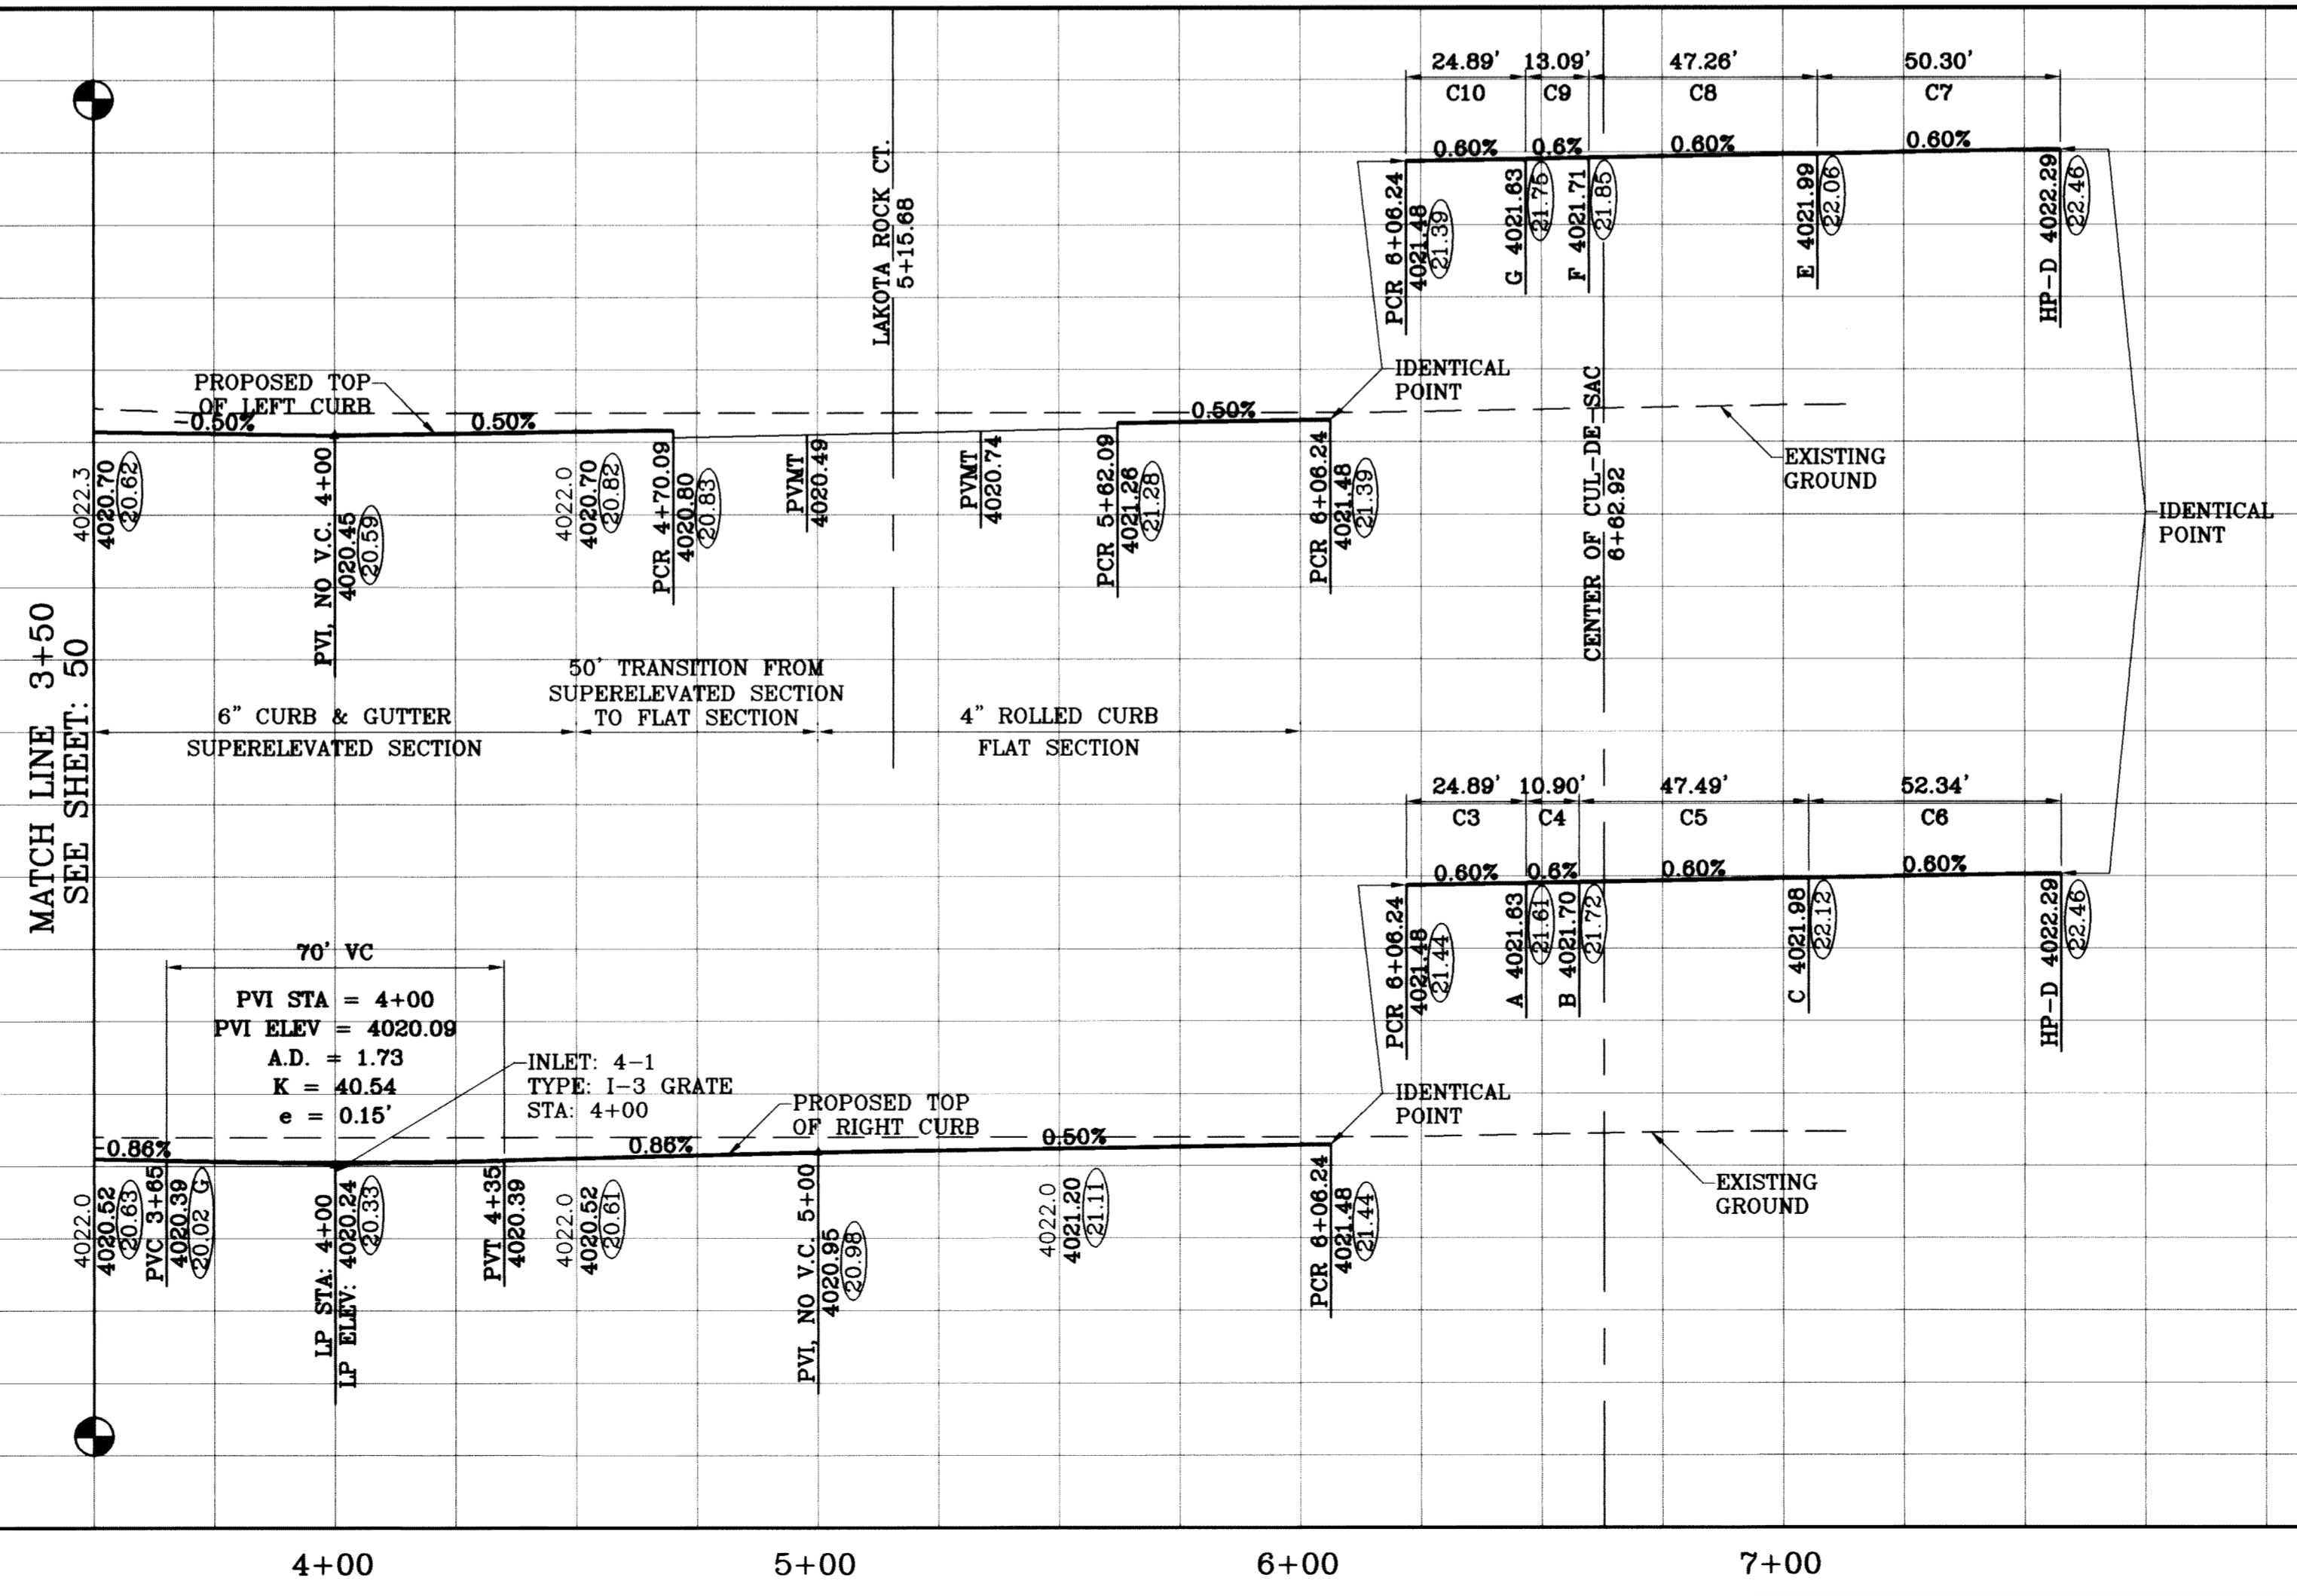 24.89' 13.09' 47.26' 50.30'
C10 C9 C8 C7
0.60% 0.6% 0.60% 0.60%
PCR 6+06.24
4021.48
21.39
G 4021.63
21.75
F 4021.71
21.85
E 4021.99
22.06
HP-D 4022.29
22.46
LAKOTA ROCK CT.
5+15.68
IDENTICAL
POINT
CENTER OF CUL-DE-SAC
6+62.92
PROPOSED TOP
OF LEFT CURB
-0.50%
0.50%
0.50%
EXISTING
GROUND
IDENTICAL
POINT
4022.3
4020.70
20.62
PVI, NO V.C. 4+00
4020.45
20.59
4022.0
4020.70
20.82
PCR 4+70.09
4020.80
20.83
PVMT
4020.49
PVMT
4020.74
PCR 5+62.09
4021.26
21.28
PCR 6+06.24
4021.48
21.39
MATCH LINE 3+50
SEE SHEET: 50
6" CURB & GUTTER
SUPERELEVATED SECTION
50' TRANSITION FROM
SUPERELEVATED SECTION
TO FLAT SECTION
4" ROLLED CURB
FLAT SECTION
24.89' 10.90' 47.49' 52.34'
C3 C4 C5 C6
0.60% 0.6% 0.60% 0.60%
PCR 6+06.24
4021.48
21.44
A 4021.63
21.61
B 4021.70
21.72
C 4021.98
22.12
HP-D 4022.29
22.46
70' VC
PVI STA = 4+00
PVI ELEV = 4020.09
A.D. = 1.73
K = 40.54
e = 0.15'
INLET: 4-1
TYPE: I-3 GRATE
STA: 4+00
PROPOSED TOP
OF RIGHT CURB
IDENTICAL
POINT
-0.86%
0.86%
0.50%
EXISTING
GROUND
4022.0
4020.52
20.63
PVC 3+65
4020.39
20.02 G
LP STA: 4+00
LP ELEV: 4020.24
20.33
PVT 4+35
4020.39
4022.0
4020.52
20.61
PVI, NO V.C. 5+00
4020.95
20.98
4022.0
4021.20
21.11
PCR 6+06.24
4021.48
21.44
4+00 5+00 6+00 7+00